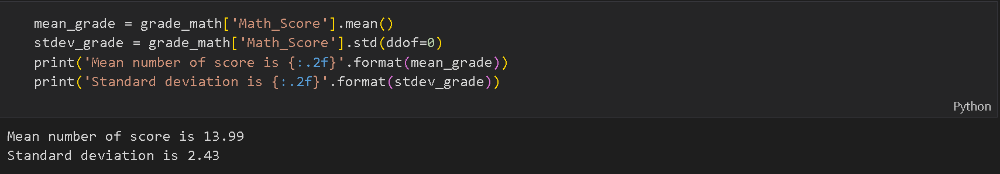 mean_grade = grade_math['Math_Score'].mean()
stdev_grade = grade_math['Math_Score'].std(ddof=0)
print('Mean number of score is {:.2f}'.format(mean_grade))
print('Standard deviation is {:.2f}'.format(stdev_grade))
Python
Mean number of score is 13.99
Standard deviation is 2.43